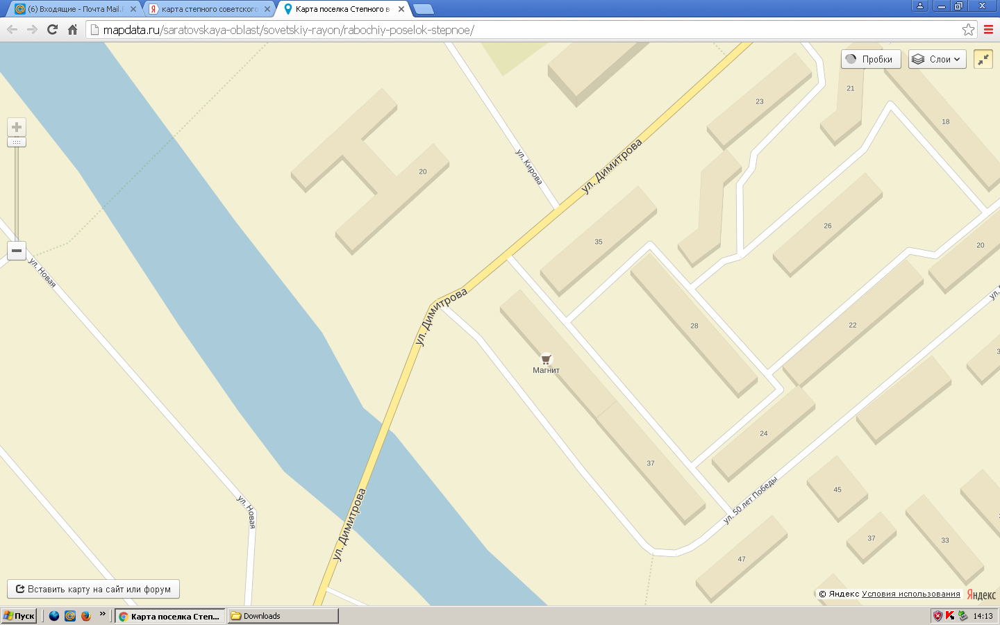 (6) Входящие - Почта Mail.
карта степного советского
Карта поселка Степного в
mapdata.ru/saratovskaya-oblast/sovetskiy-rayon/rabochiy-poselok-stepnoe/
Пробки
Слои
21
23
18
ул. Кирова
ул. Димитрова
20
26
35
20
ул. Новая
ул. Димитрова
28
22
Магнит
24
37
ул. Новая
ул. Димитрова
ул. 50 лет Победы
45
37
33
47
Вставить карту на сайт или форум
© Яндекс Условия использования
Яндекс
Пуск
»
Карта поселка Степ...
Downloads
14:13